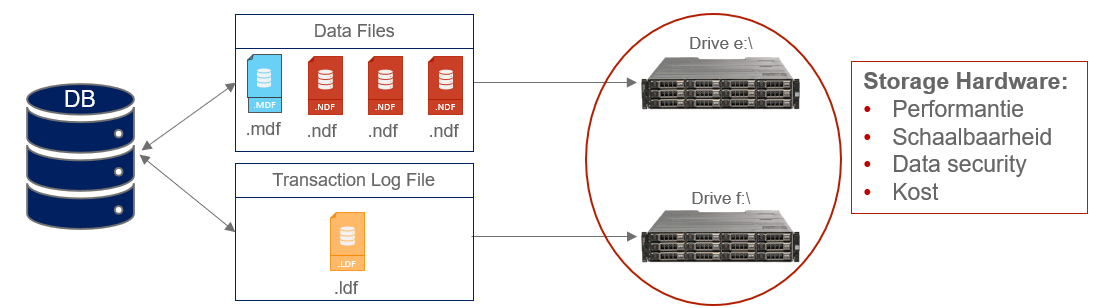 DB
Data Files
.MDF
.NDF
.NDF
.NDF
.mdf
.ndf
.ndf
.ndf
Transaction Log File
.LDF
.ldf
Drive e:\
Drive f:\
Storage Hardware:
• Performantie
• Schaalbaarheid
• Data security
• Kost